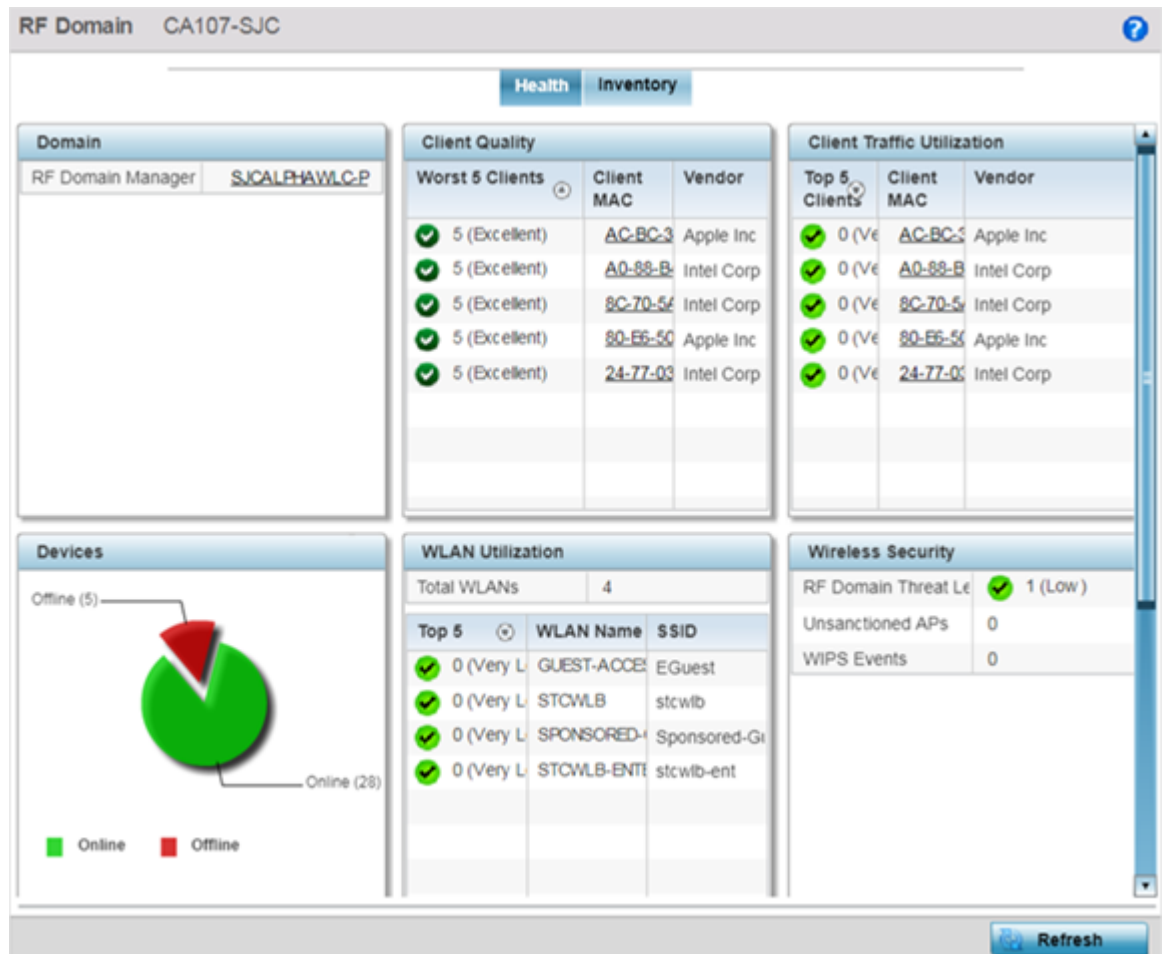 RF Domain CA107-SJC
Health Inventory
Domain
RF Domain Manager SJCALPHAWLC-P
Client Quality
Worst 5 Clients Client MAC Vendor
5 (Excellent) AC-BC-3 Apple Inc
5 (Excellent) A0-88-B Intel Corp
5 (Excellent) 8C-70-5A Intel Corp
5 (Excellent) 80-E6-50 Apple Inc
5 (Excellent) 24-77-03 Intel Corp
Client Traffic Utilization
Top 5 Clients Client MAC Vendor
0 (Ve AC-BC-3 Apple Inc
0 (Ve A0-88-B Intel Corp
0 (Ve 8C-70-5 Intel Corp
0 (Ve 80-E6-50 Apple Inc
0 (Ve 24-77-03 Intel Corp
Devices
Offline (5)
Online (28)
Online Offline
WLAN Utilization
Total WLANs 4
Top 5 WLAN Name SSID
0 (Very L GUEST-ACCES EGuest
0 (Very L STCWLB stcwlb
0 (Very L SPONSORED- Sponsored-Gu
0 (Very L STCWLB-ENTE stcwlb-ent
Wireless Security
RF Domain Threat Le 1 (Low)
Unsanctioned APs 0
WIPS Events 0
Refresh